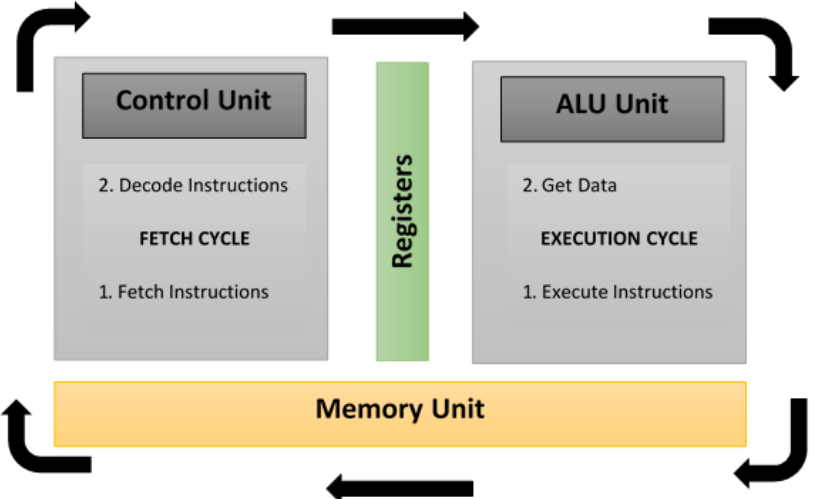 Control Unit
2. Decode Instructions
FETCH CYCLE
1. Fetch Instructions
Registers
ALU Unit
2. Get Data
EXECUTION CYCLE
1. Execute Instructions
Memory Unit